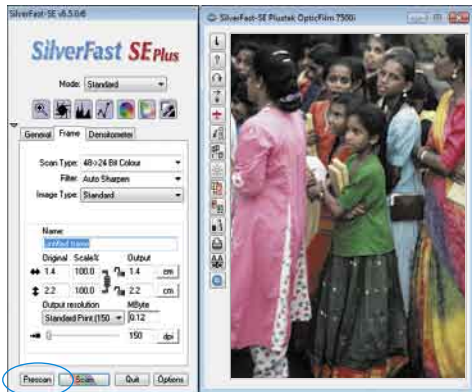 SilverFast-SE v6.5.0r6
SilverFast SE Plus
Mode: Standard
General Frame Densitometer
Scan Type: 48->24 Bit Colour
Filter: Auto Sharpen
Image Type: Standard
Name:
untitled frame
Original Scale% Output
1.4 100.0 1.4 cm
2.2 100.0 2.2 cm
Output resolution MByte
Standard Print (150 0.12
150 dpi
Prescan Scan Quit Options
SilverFast-SE Plustek OpticFilm 7500i